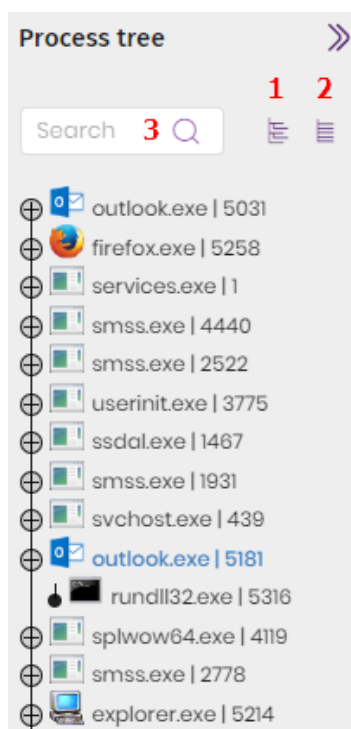 Process tree
1 2
Search 3
outlook.exe | 5031
firefox.exe | 5258
services.exe | 1
smss.exe | 4440
smss.exe | 2522
userinit.exe | 3775
ssdal.exe | 1467
smss.exe | 1931
svchost.exe | 439
outlook.exe | 5181
rundll32.exe | 5316
splwow64.exe | 4119
smss.exe | 2778
explorer.exe | 5214